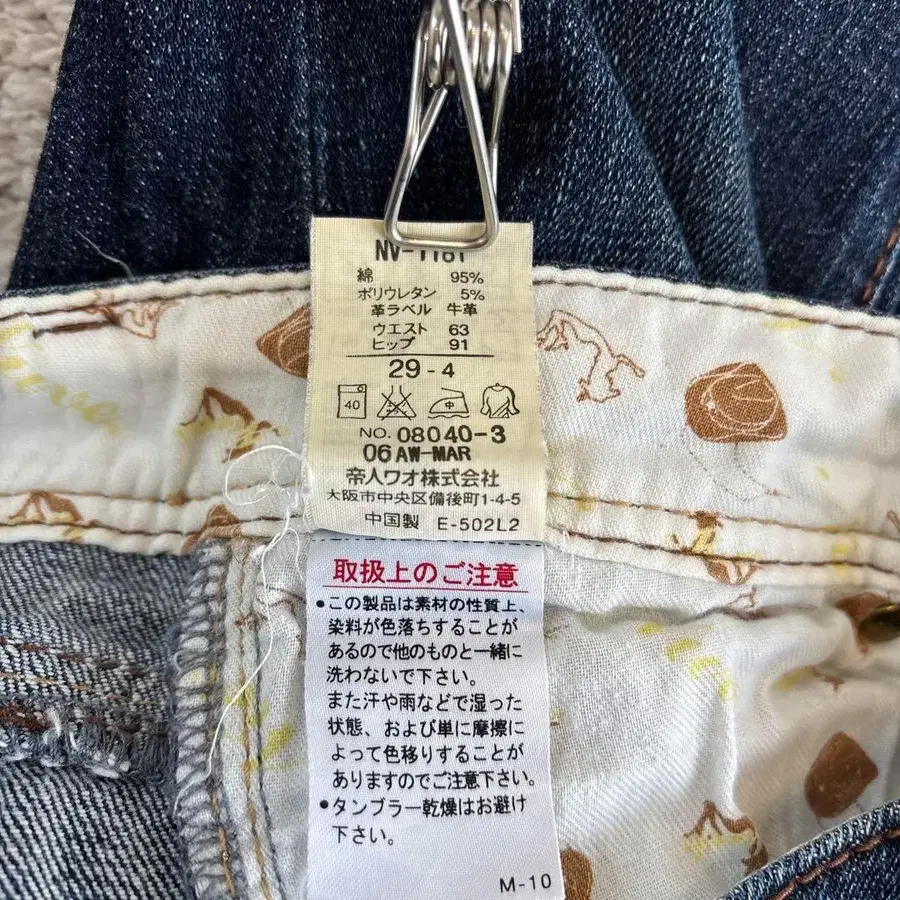 綿 95%
ポリウレタン 5%
革ラベル 牛革
ウエスト 63
ヒップ 91
29-4
40 中
NO. 08040-3
06 AW-MAR
帝人ワオ株式会社
大阪市中央区備後町1-4-5
中国製 E-502L2
取扱上のご注意
●この製品は素材の性質上、
染料が色落ちすることが
あるので他のものと一緒に
洗わないで下さい。
また汗や雨などで湿った
状態、および単に摩擦に
よって色移りすることが
ありますのでご注意下さい。
●タンブラー乾燥はお避け
下さい。
M-10